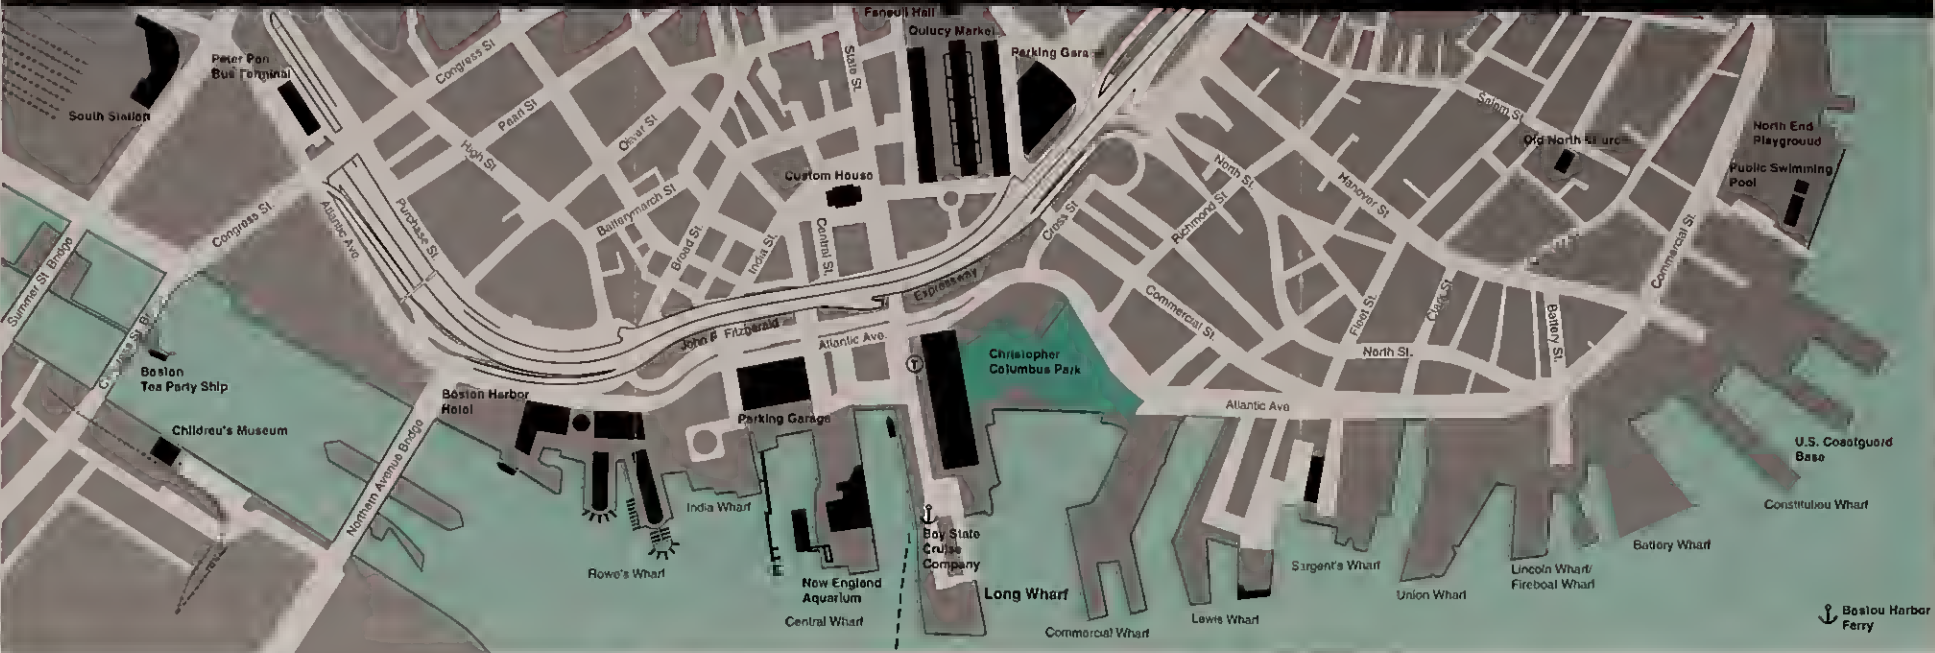 Faneuil Hall
Quincy Market
Parking Gara
Peter Pan
Bus Terminal
South Station
Congress St
State St.
Pearl St
High St
Oliver St
Salem St
Old North
North End
Playground
Public Swimming
Pool
Custom House
Batterymarch St
North St.
Hanover St
Richmond St
Cross St
Congress St.
Atlantic Ave.
Purchase St.
Broad St.
India St.
Central St.
Commercial St.
Summer St Bridge
Expressway
John F Fitzgerald
Atlantic Ave.
Commercial St.
Fleet St.
Clark St.
Battery St.
North St.
Boston
Tea Party Ship
Christopher
Columbus Park
Boston Harbor
Hotel
Parking Garage
Atlantic Ave
Children's Museum
Northern Avenue Bridge
U.S. Coastguard
Base
Constitution Wharf
India Wharf
Bay State
Cruise
Company
Battery Wharf
Rowe's Wharf
New England
Aquarium
Central Wharf
Long Wharf
Commercial Wharf
Lewis Wharf
Sargent's Wharf
Union Wharf
Lincoln Wharf/
Fireboat Wharf
Boston Harbor
Ferry